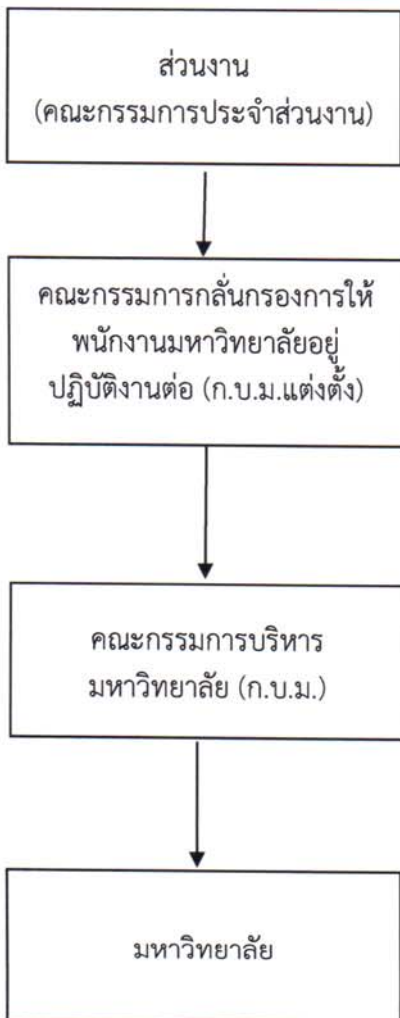 ส่วนงาน
(คณะกรรมการประจำส่วนงาน)
คณะกรรมการกลั่นกรองการให้
พนักงานมหาวิทยาลัยอยู่
ปฏิบัติงานต่อ (ก.บ.ม.แต่งตั้ง)
คณะกรรมการบริหาร
มหาวิทยาลัย (ก.บ.ม.)
มหาวิทยาลัย